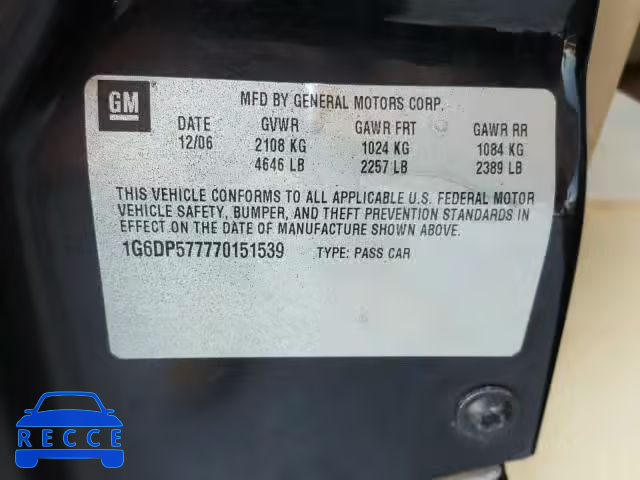 GM
MFD BY GENERAL MOTORS CORP.
DATE GVWR GAWR FRT GAWR RR
12/06 2108 KG 1024 KG 1084 KG
4646 LB 2257 LB 2389 LB
THIS VEHICLE CONFORMS TO ALL APPLICABLE U.S. FEDERAL MOTOR
VEHICLE SAFETY, BUMPER, AND THEFT PREVENTION STANDARDS IN
EFFECT ON THE DATE OF MANUFACTURE SHOWN ABOVE.
1G6DP577770151539 TYPE: PASS CAR
RECCE